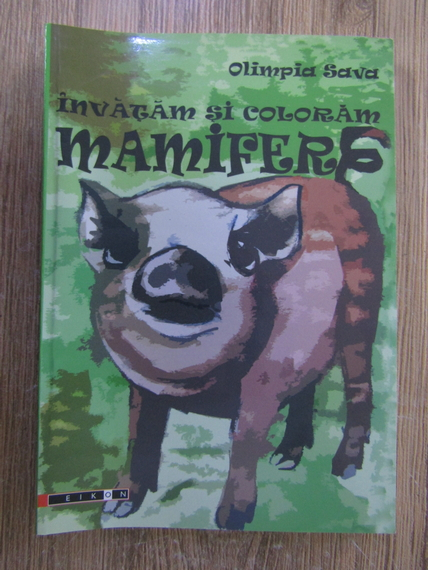 Olimpia Sava
ÎNVĂȚĂM ȘI COLORĂM
MAMIFERE
EIKON